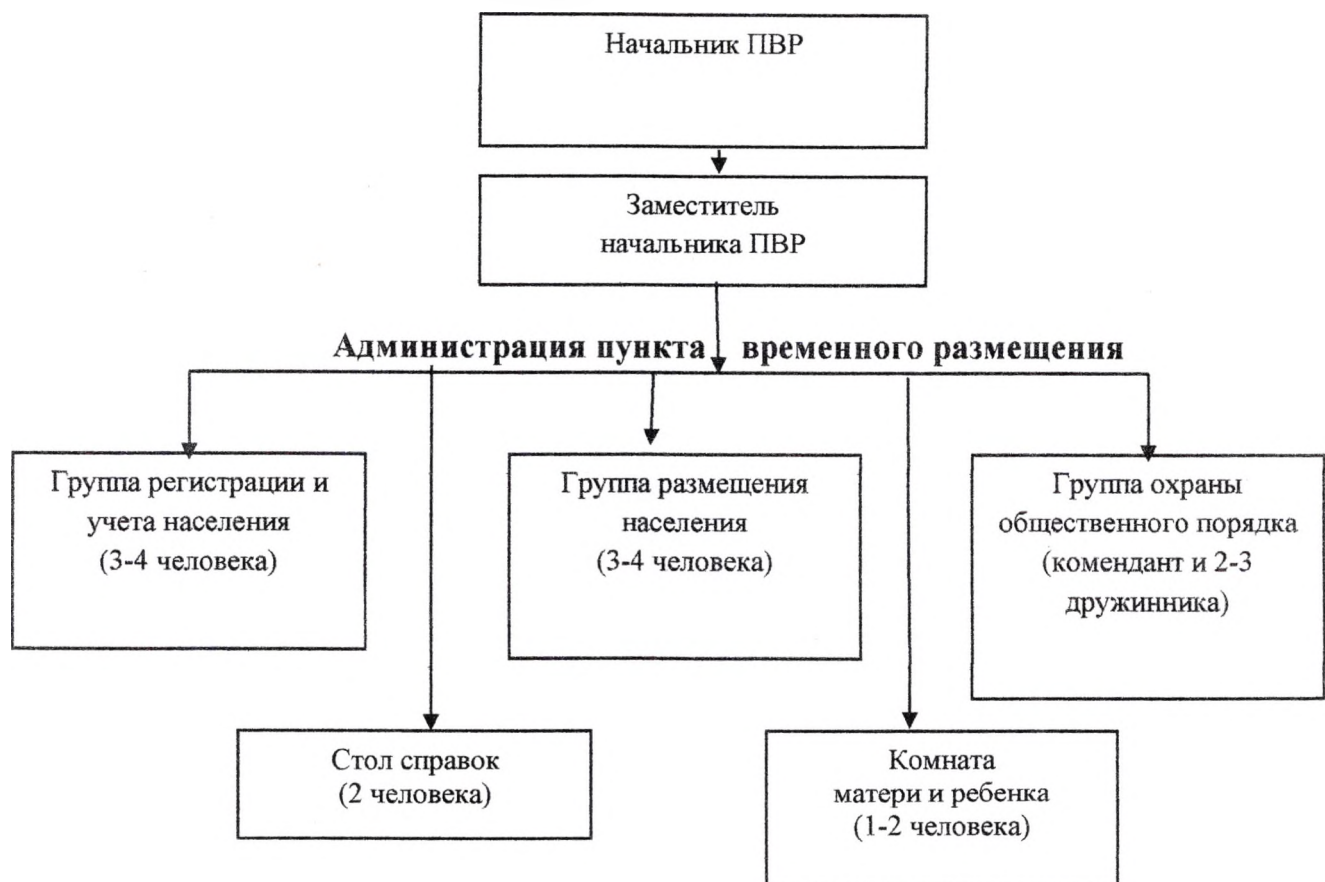 Начальник ПВР
Заместитель
начальника ПВР
Администрация пункта временного размещения
Группа регистрации и
учета населения
(3-4 человека)
Группа размещения
населения
(3-4 человека)
Группа охраны
общественного порядка
(комендант и 2-3
дружинника)
Стол справок
(2 человека)
Комната
матери и ребенка
(1-2 человека)